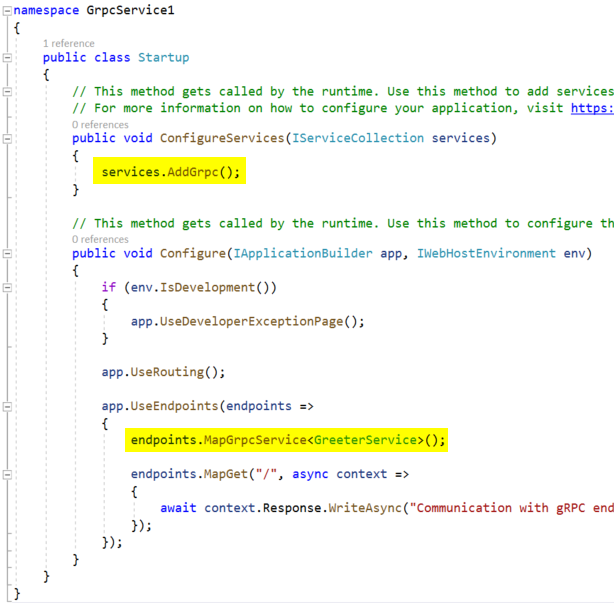 namespace GrpcService1
{
1 reference
public class Startup
{
// This method gets called by the runtime. Use this method to add services
// For more information on how to configure your application, visit https:
0 references
public void ConfigureServices(IServiceCollection services)
{
services.AddGrpc();
}
// This method gets called by the runtime. Use this method to configure th
0 references
public void Configure(IApplicationBuilder app, IWebHostEnvironment env)
{
if (env.IsDevelopment())
{
app.UseDeveloperExceptionPage();
}
app.UseRouting();
app.UseEndpoints(endpoints =>
{
endpoints.MapGrpcService<GreeterService>();
endpoints.MapGet("/", async context =>
{
await context.Response.WriteAsync("Communication with gRPC end
});
});
}
}
}